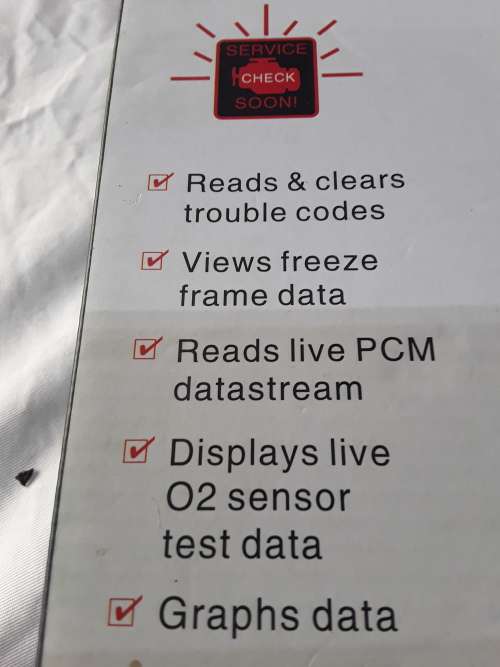 SERVICE
CHECK
SOON!
Reads & clears
trouble codes
Views freeze
frame data
Reads live PCM
datastream
Displays live
O2 sensor
test data
Graphs data